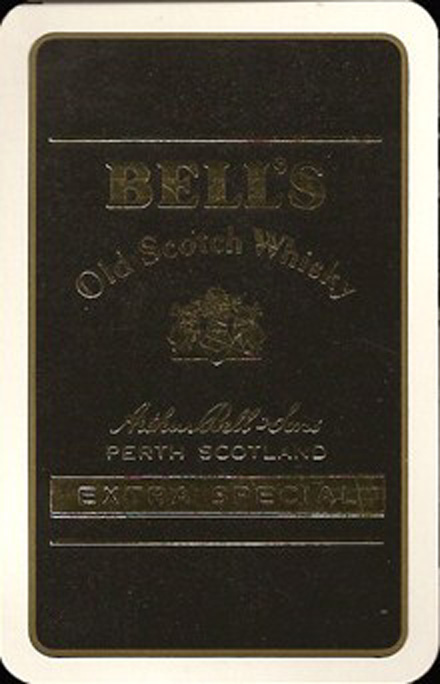 BELL'S
Old Scotch Whisky
Arthur Bell & Sons
PERTH SCOTLAND
EXTRA SPECIAL